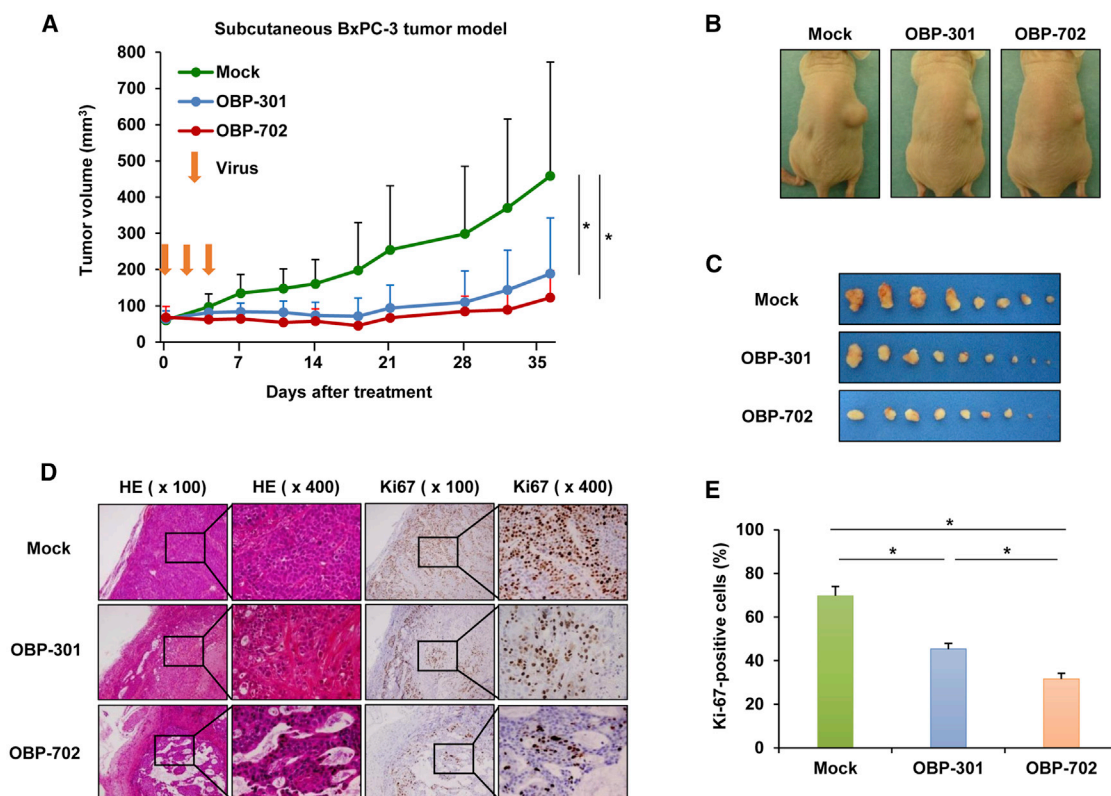 A
Subcutaneous BxPC-3 tumor model
Tumor volume (mm³)
800
700
600
500
400
300
200
100
0
Mock
OBP-301
OBP-702
Virus
*
*
0 7 14 21 28 35
Days after treatment
B
Mock OBP-301 OBP-702
C
Mock
OBP-301
OBP-702
D
HE ( x 100) HE ( x 400) Ki67 ( x 100) Ki67 ( x 400)
Mock
OBP-301
OBP-702
E
Ki-67-positive cells (%)
100
80
60
40
20
0
*
* *
Mock OBP-301 OBP-702